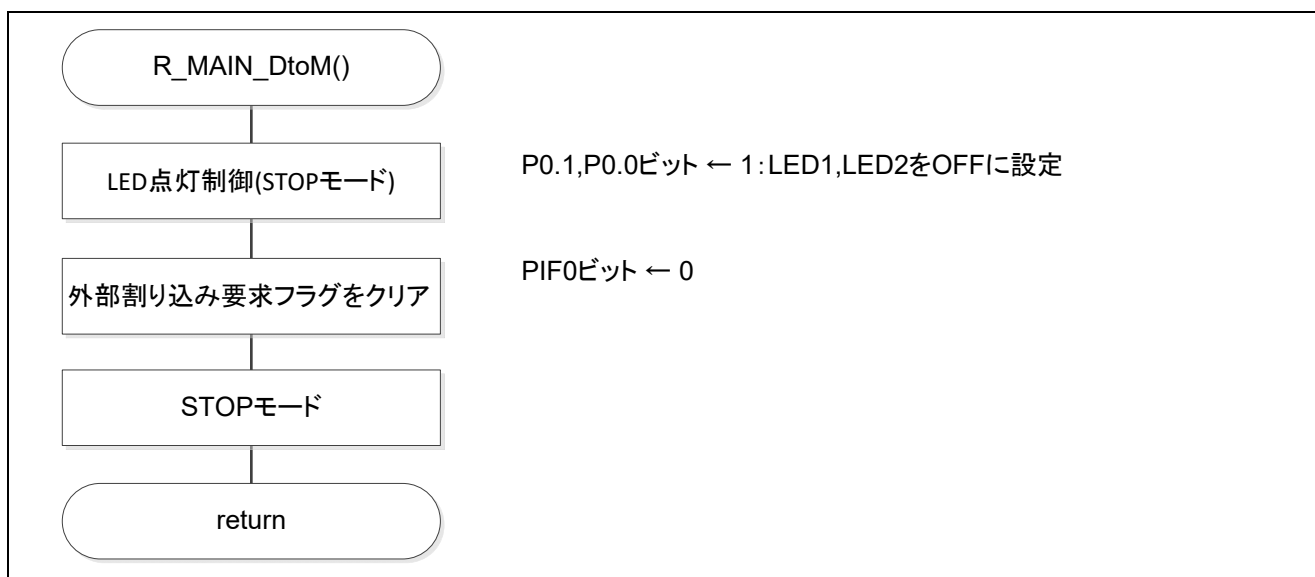 R_MAIN_DtoM()
LED点灯制御(STOPモード)
P0.1,P0.0ビット ← 1:LED1,LED2をOFFに設定
外部割り込み要求フラグをクリア
PIF0ビット ← 0
STOPモード
return